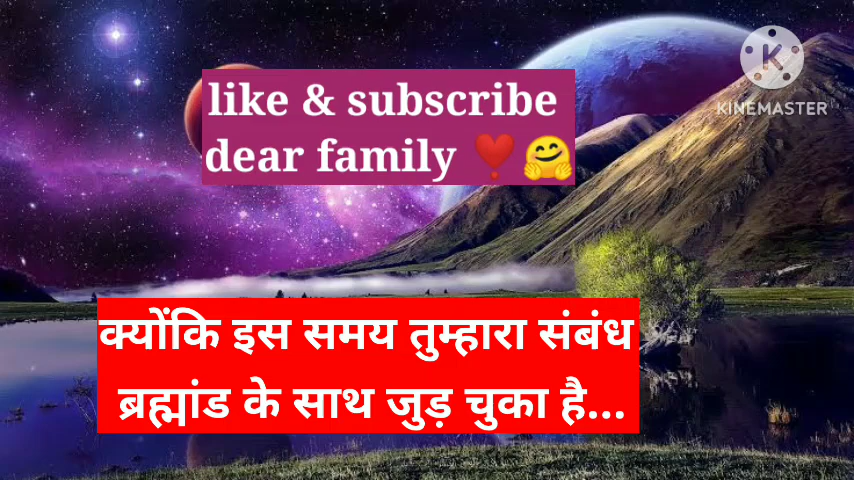 like & subscribe
dear family ❣️🤗
KINEMASTER
क्योंकि इस समय तुम्हारा संबंध
ब्रह्मांड के साथ जुड़ चुका है...